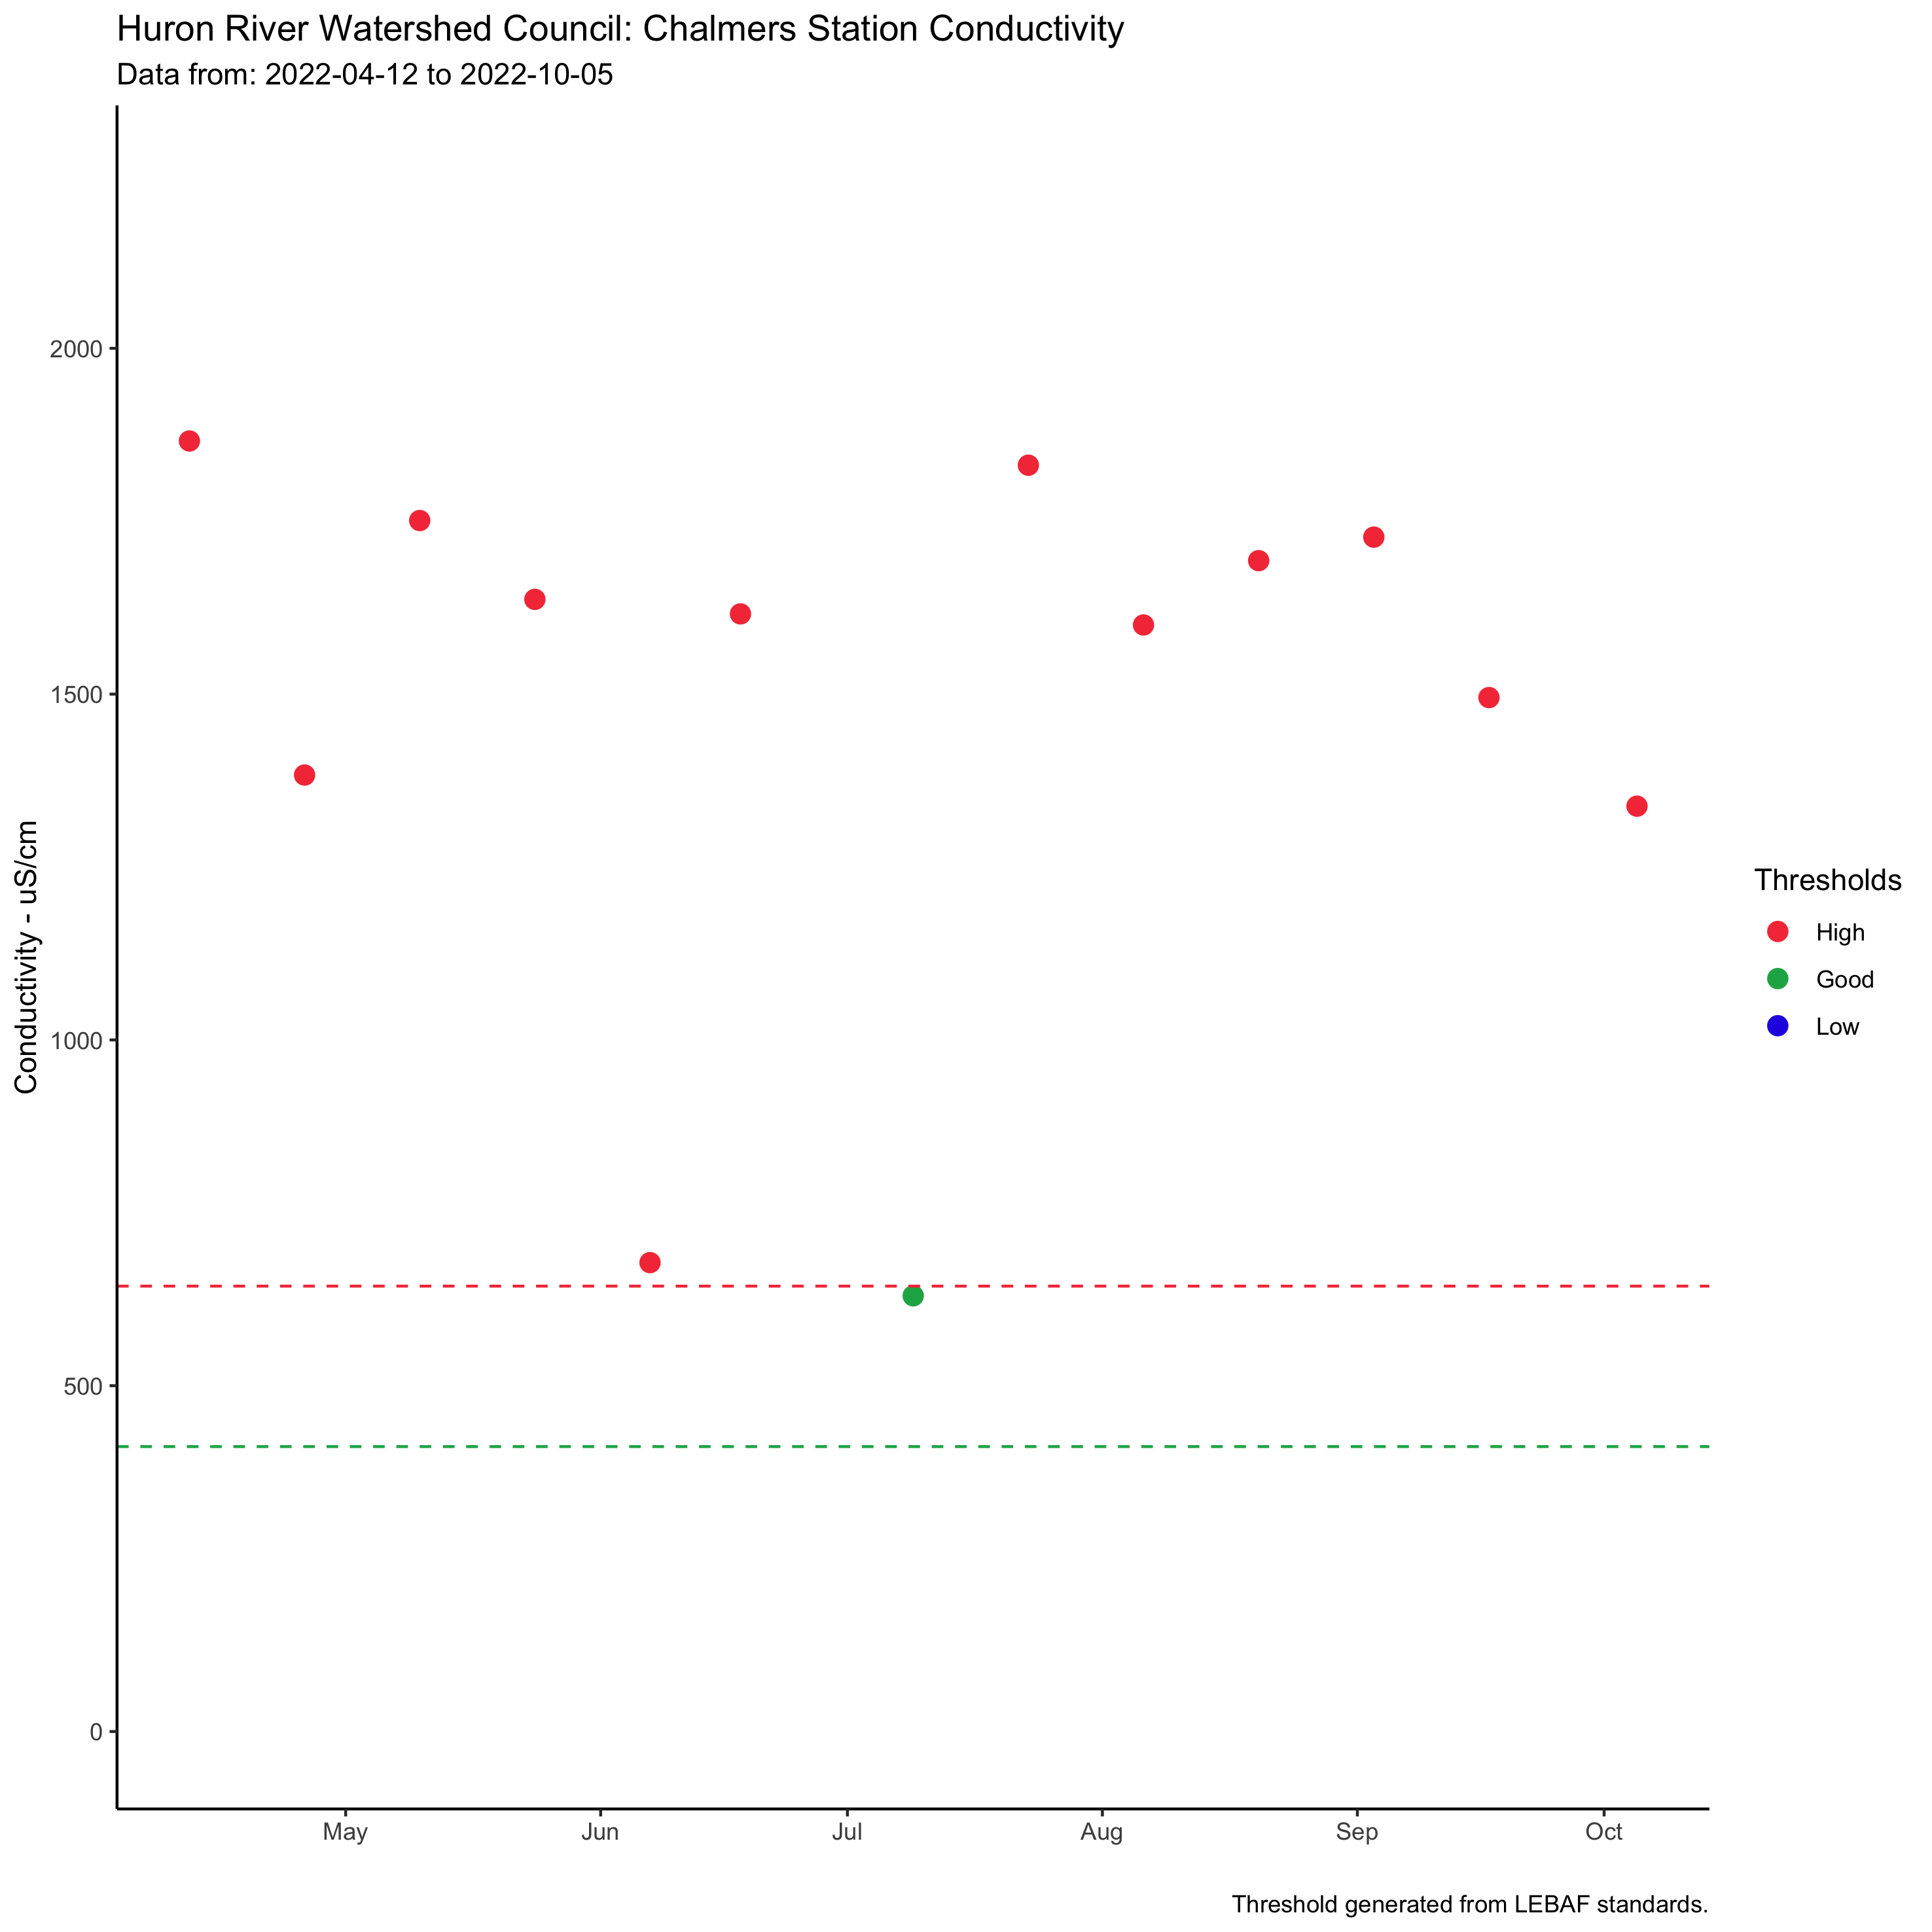 Huron River Watershed Council: Chalmers Station Conductivity
Data from: 2022-04-12 to 2022-10-05
Conductivity - uS/cm
2000
1500
1000
500
0
May Jun Jul Aug Sep Oct
Thresholds
High
Good
Low
Threshold generated from LEBAF standards.